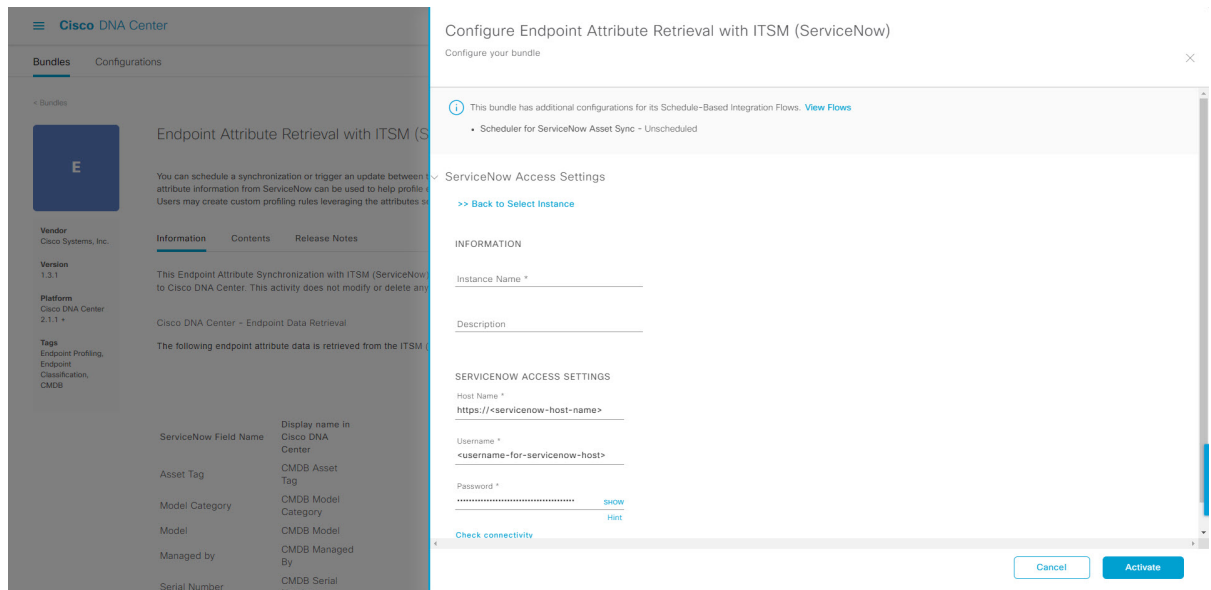 Cisco DNA Center
Bundles Configurations
< Bundles
E
Endpoint Attribute Retrieval with ITSM (S
You can schedule a synchronization or trigger an update between t
attribute information from ServiceNow can be used to help profile e
Users may create custom profiling rules leveraging the attributes s
Vendor
Cisco Systems, Inc.
Version
1.3.1
Platform
Cisco DNA Center
2.1.1 +
Tags
Endpoint Profiling,
Endpoint
Classification,
CMDB
Information Contents Release Notes
This Endpoint Attribute Synchronization with ITSM (ServiceNow)
to Cisco DNA Center. This activity does not modify or delete any
Cisco DNA Center - Endpoint Data Retrieval
The following endpoint attribute data is retrieved from the ITSM (
ServiceNow Field Name
Display name in
Cisco DNA
Center
Asset Tag
CMDB Asset
Tag
Model Category
CMDB Model
Category
Model
CMDB Model
Managed by
CMDB Managed
By
Serial Number
CMDB Serial
Configure Endpoint Attribute Retrieval with ITSM (ServiceNow)
Configure your bundle
This bundle has additional configurations for its Schedule-Based Integration Flows. View Flows
• Scheduler for ServiceNow Asset Sync - Unscheduled
ServiceNow Access Settings
>> Back to Select Instance
INFORMATION
Instance Name *
Description
SERVICENOW ACCESS SETTINGS
Host Name *
https://<servicenow-host-name>
Username *
<username-for-servicenow-host>
Password *
SHOW
Hint
Check connectivity
Cancel Activate